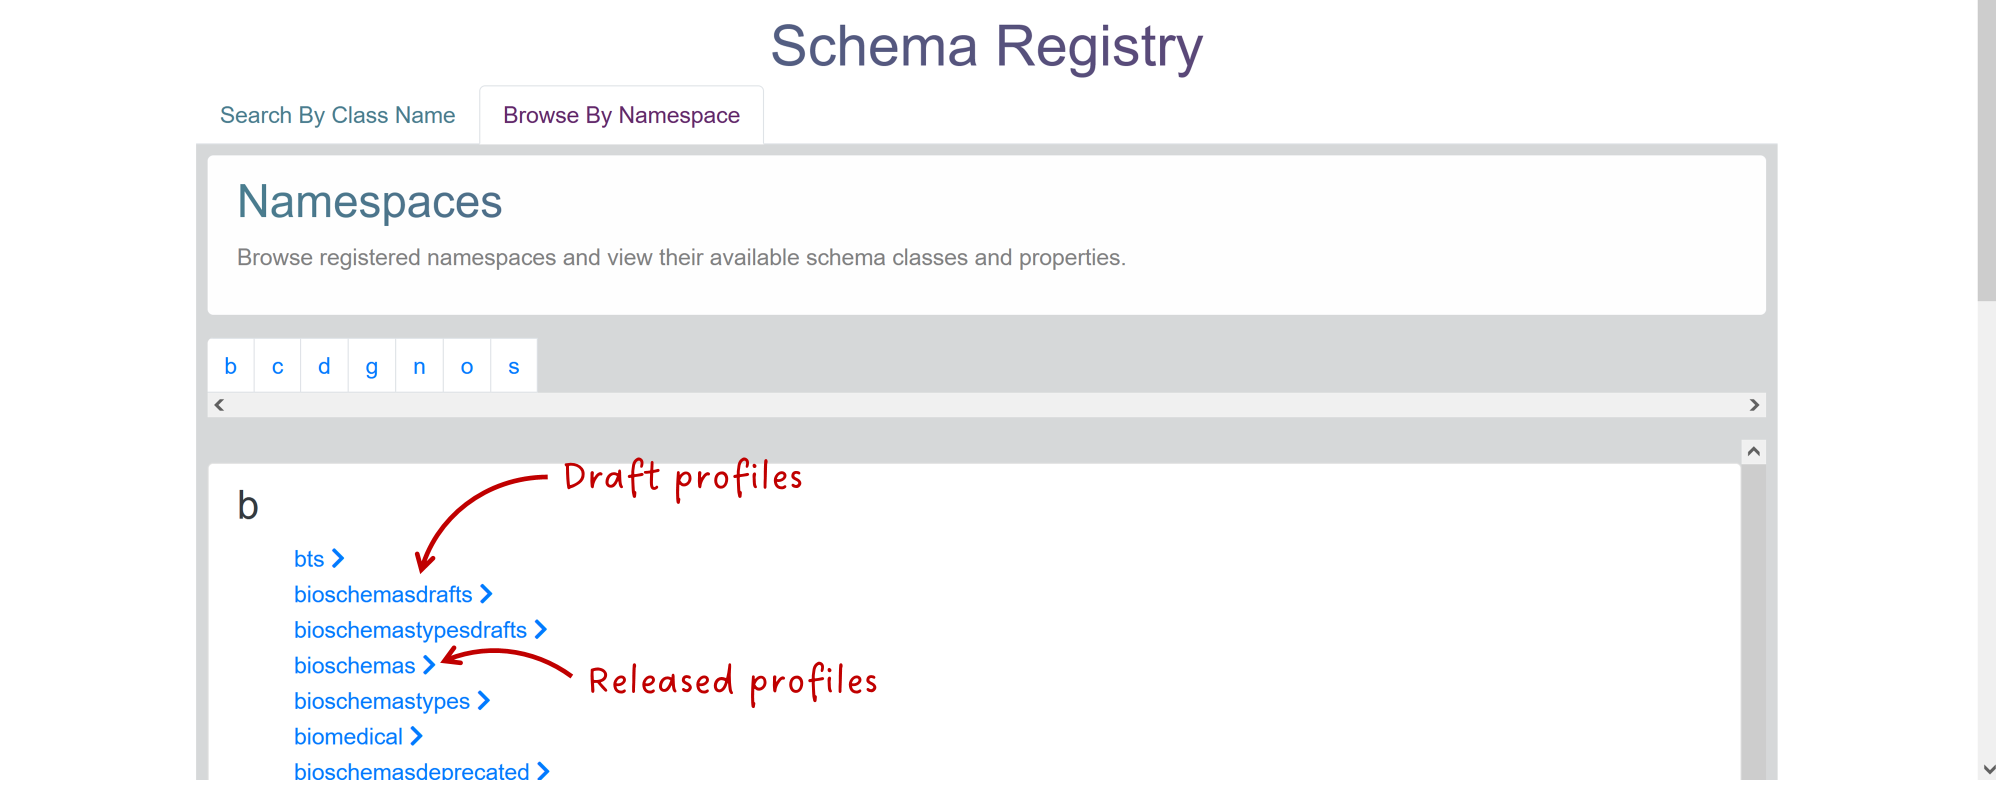 Schema Registry
Search By Class Name
Browse By Namespace
Namespaces
Browse registered namespaces and view their available schema classes and properties.
b c d g n o s
Draft profiles
b
bts
bioschemasdrafts
bioschemastypesdrafts
bioschemas
Released profiles
bioschemastypes
biomedical
bioschemasdeprecated